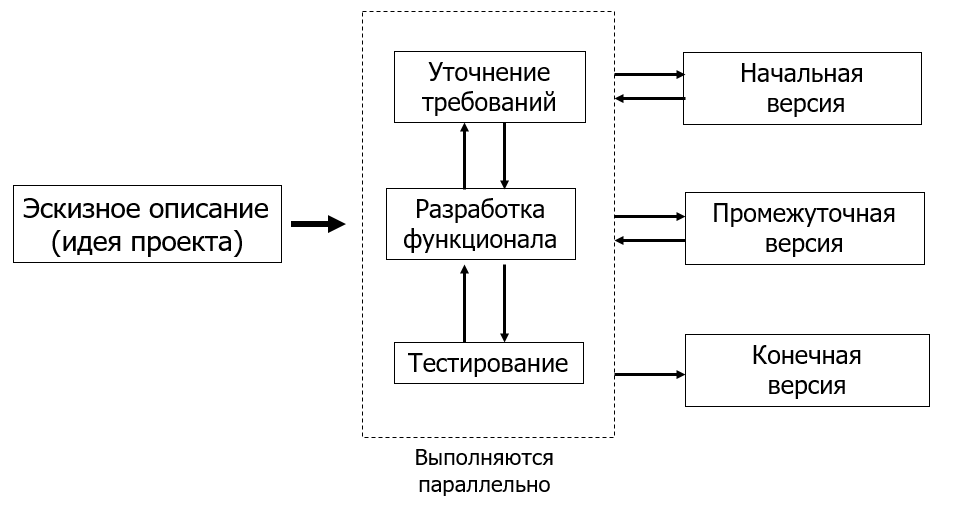 Эскизное описание
(идея проекта)
Уточнение
требований
Разработка
функционала
Тестирование
Выполняются
параллельно
Начальная
версия
Промежуточная
версия
Конечная
версия